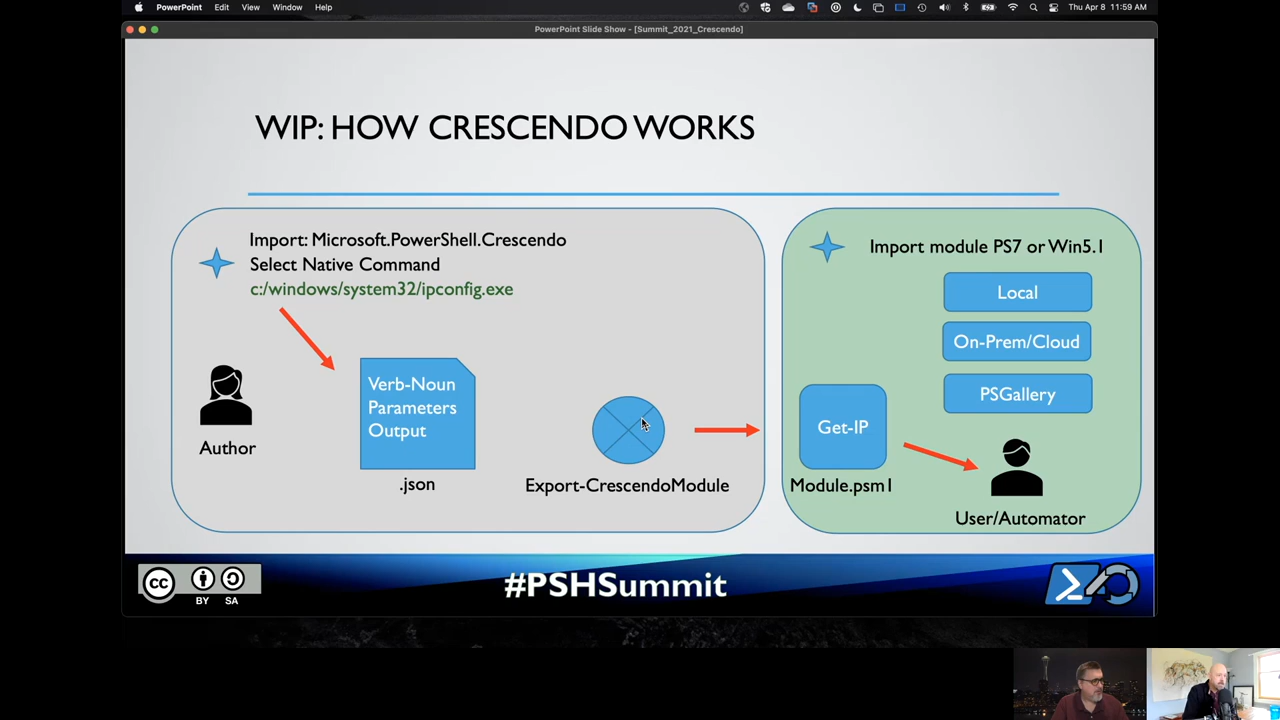 PowerPoint Edit View Window Help
Thu Apr 8 11:59 AM
PowerPoint Slide Show - [Summit_2021_Crescendo]
WIP: HOW CRESCENDO WORKS
Import: Microsoft.PowerShell.Crescendo
Select Native Command
c:/windows/system32/ipconfig.exe
Author
Verb-Noun
Parameters
Output
.json
Export-CrescendoModule
Import module PS7 or Win5.1
Local
On-Prem/Cloud
PSGallery
Get-IP
Module.psm1
User/Automator
cc
BY SA
#PSHSummit